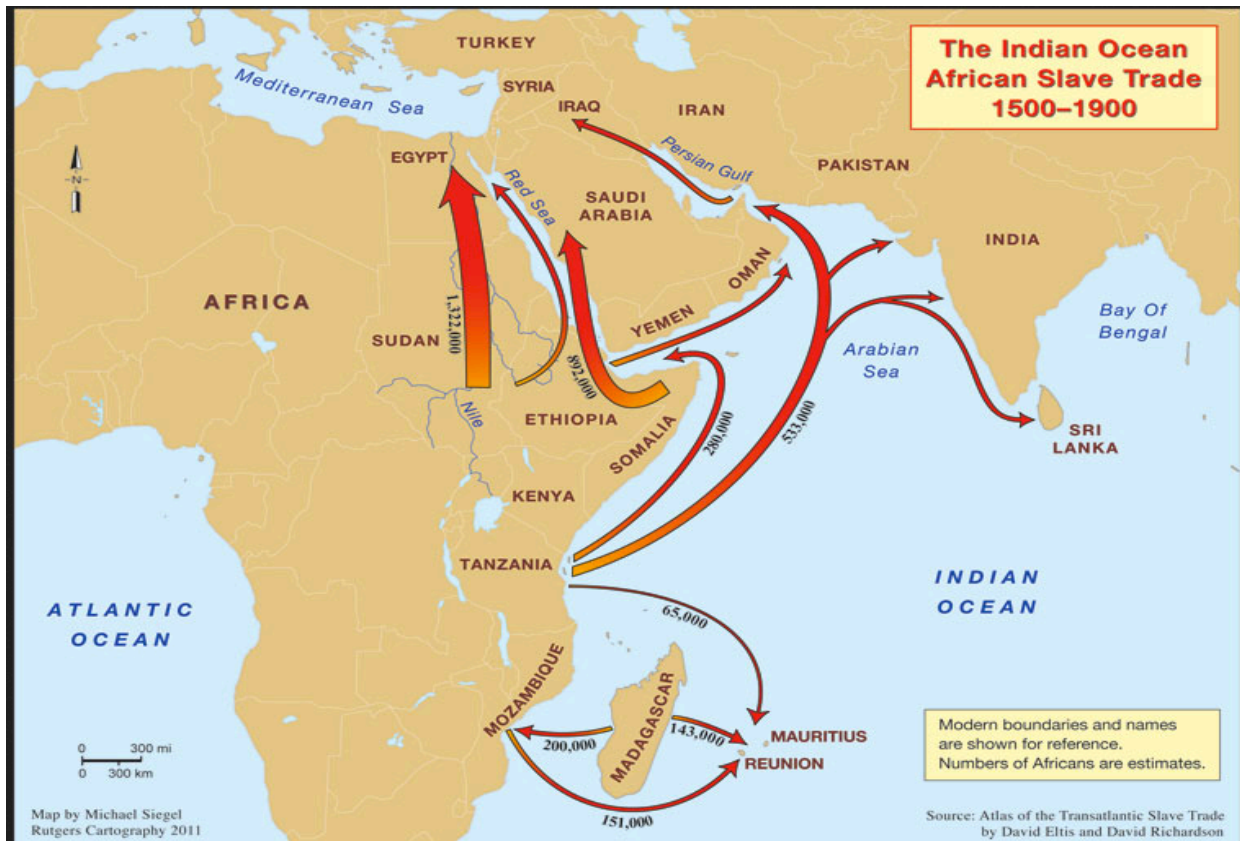 The Indian Ocean
African Slave Trade
1500–1900
TURKEY
Mediterranean Sea
SYRIA
IRAQ
IRAN
EGYPT
Persian Gulf
PAKISTAN
-N-
Red Sea
SAUDI
ARABIA
INDIA
OMAN
AFRICA
1,322,000
SUDAN
YEMEN
Bay Of
Bengal
892,000
Arabian
Sea
Nile
ETHIOPIA
SOMALIA
280,000
533,000
SRI
LANKA
KENYA
TANZANIA
INDIAN
OCEAN
ATLANTIC
OCEAN
65,000
MOZAMBIQUE
MADAGASCAR
200,000
143,000
MAURITIUS
REUNION
151,000
0 300 mi
0 300 km
Modern boundaries and names
are shown for reference.
Numbers of Africans are estimates.
Map by Michael Siegel
Rutgers Cartography 2011
Source: Atlas of the Transatlantic Slave Trade
by David Eltis and David Richardson